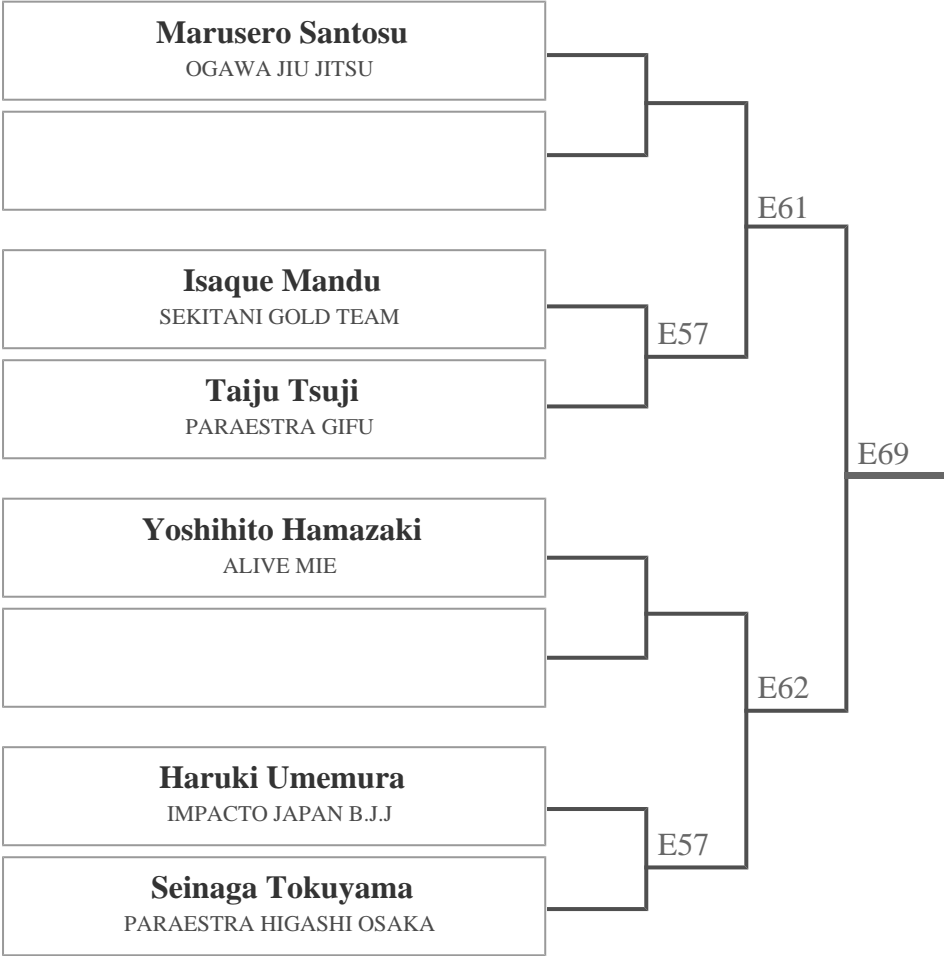 Marusero Santosu
OGAWA JIU JITSU
E61
Isaque Mandu
SEKITANI GOLD TEAM
E57
Taiju Tsuji
PARAESTRA GIFU
E69
Yoshihito Hamazaki
ALIVE MIE
E62
Haruki Umemura
IMPACTO JAPAN B.J.J
E57
Seinaga Tokuyama
PARAESTRA HIGASHI OSAKA